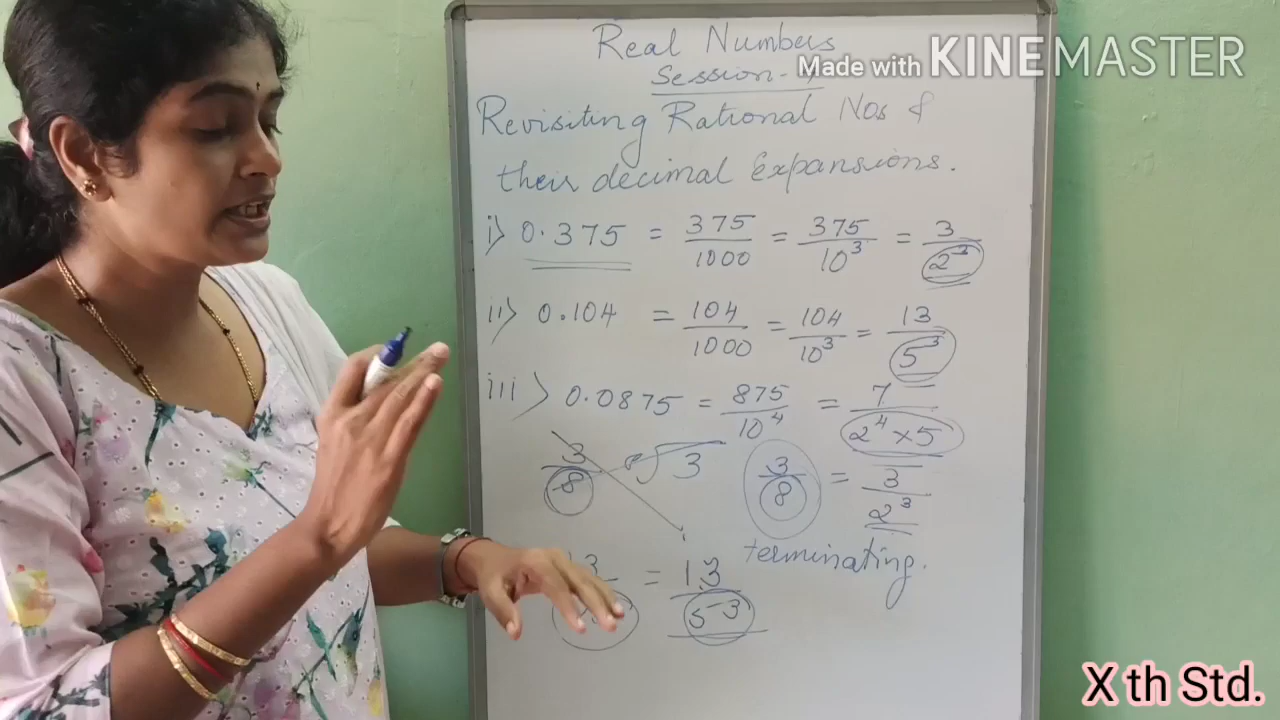 Real Numbers
Session-
Made with KINEMASTER
Revisiting Rational Nos &
their decimal Expansions.
i) 0.375 = 375/1000 = 375/10³ = 3/2³
ii) 0.104 = 104/1000 = 104/10³ = 13/5³
iii) 0.0875 = 875/10⁴ = 7/2⁴×5
3/8 8√3 3/8 = 3/2³
terminating.
= 13/5³
X th Std.